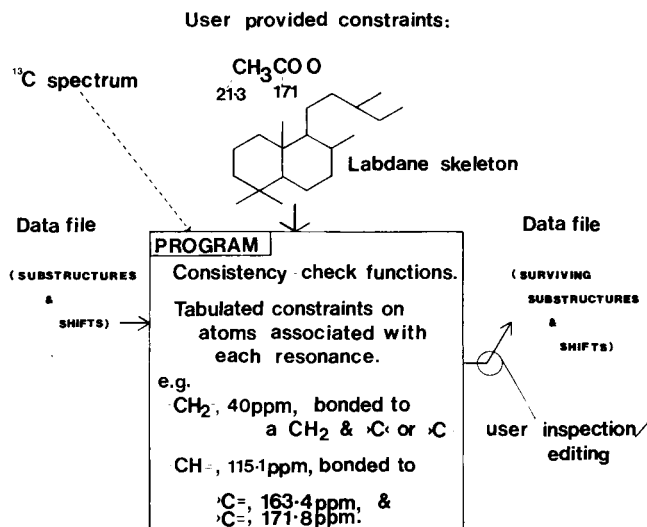 User provided constraints:
¹³C spectrum
CH₃COO
21·3 171
Labdane skeleton
Data file
(SUBSTRUCTURES
&
SHIFTS)
PROGRAM
Consistency check functions.
Tabulated constraints on
atoms associated with
each resonance.
e.g.
CH₂-, 40ppm, bonded to
a CH₂ & ›C‹ or ›C
CH=, 115·1ppm, bonded to
›C=, 163·4ppm, &
›C=, 171·8ppm.
Data file
(SURVIVING
SUBSTRUCTURES
&
SHIFTS)
user inspection/
editing